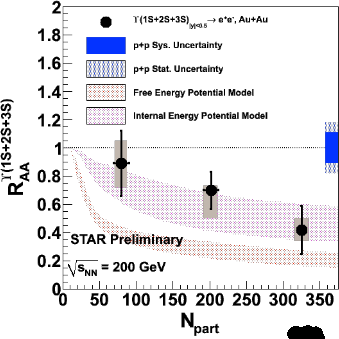 ϒ(1S+2S+3S)|y|<0.5 → e+e-, Au+Au
p+p Sys. Uncertainty
p+p Stat. Uncertainty
Free Energy Potential Model
Internal Energy Potential Model
STAR Preliminary
√sNN = 200 GeV
RAA ϒ(1S+2S+3S)
2
1.8
1.6
1.4
1.2
1
0.8
0.6
0.4
0.2
0
0 50 100 150 200 250 300 350
Npart